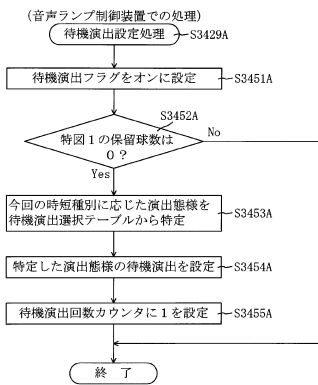 (音声ランプ制御装置での処理)
待機演出設定処理
S3429A
待機演出フラグをオンに設定
S3451A
S3452A
特図1の保留球数は
0?
No
Yes
今回の時短種別に応じた演出態様を
待機演出選択テーブルから特定
S3453A
特定した演出態様の待機演出を設定
S3454A
待機演出回数カウンタに1を設定
S3455A
終 了